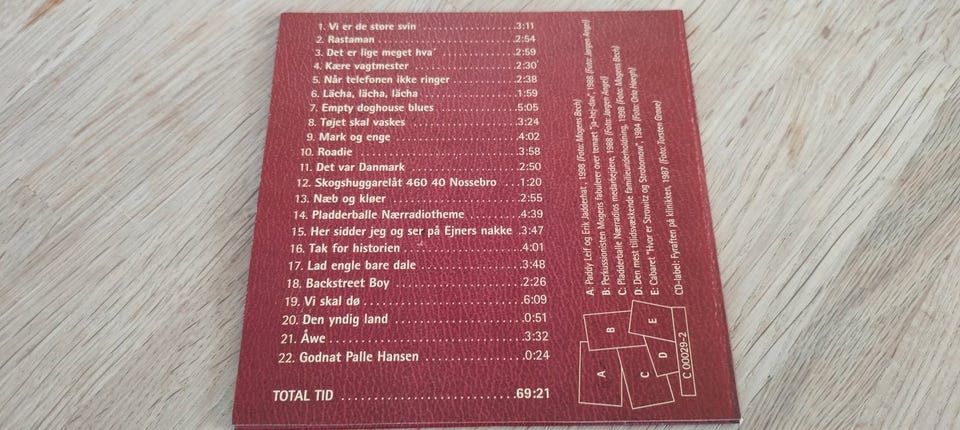 1. Vi er de støre svin ..................3:11
2. Rastaman ..................2:54
3. Det er lige meget hva' ..................2:59
4. Kære vagtmester ..................2:30
5. Når telefonen ikke ringer ..................2:38
6. Lächa, lächa, lächa ..................1:59
7. Empty doghouse blues ..................5:05
8. Tøjet skal vaskes ..................3:24
9. Mark og enge ..................4:02
10. Roadie ..................3:58
11. Det var Danmark ..................2:50
12. Skogshuggarelåt 460 40 Nossebro ...1:20
13. Næb og kløer ..................2:55
14. Pladderballe Nærradiotheme .........4:39
15. Her sidder jeg og ser på Ejners nakke .3:47
16. Tak for historien ..................4:01
17. Lad engle bare dale ..................3:48
18. Backstreet Boy ..................2:26
19. Vi skal dø ..................6:09
20. Den yndig land ..................0:51
21. Åwe ..................3:32
22. Godnat Palle Hansen ..............0:24
TOTAL TID ..................69:21
A: Paddy Leif og Erik Jadderhat', 1998 (Foto: Mogens Bech)
B: Perkussionisten Mogens fabulerer over temaet "ja-hej-dav", 1988 (Foto: Jørgen Angel)
C: Pladderballe Nærradios medarbejdere, 1988 (Foto: Jørgen Angel)
D: Den mest tillidsvækkende familieunderholdning, 1998 (Foto: Mogens Bech)
E: Cabaret "Hvor er Strowitz og Strobornow", 1984 (Foto: Orla Høegh)
CD-label: Fyraften på klinikken, 1987 (Foto: Torsten Graae)
A
B
C
D
E
C 00029-2